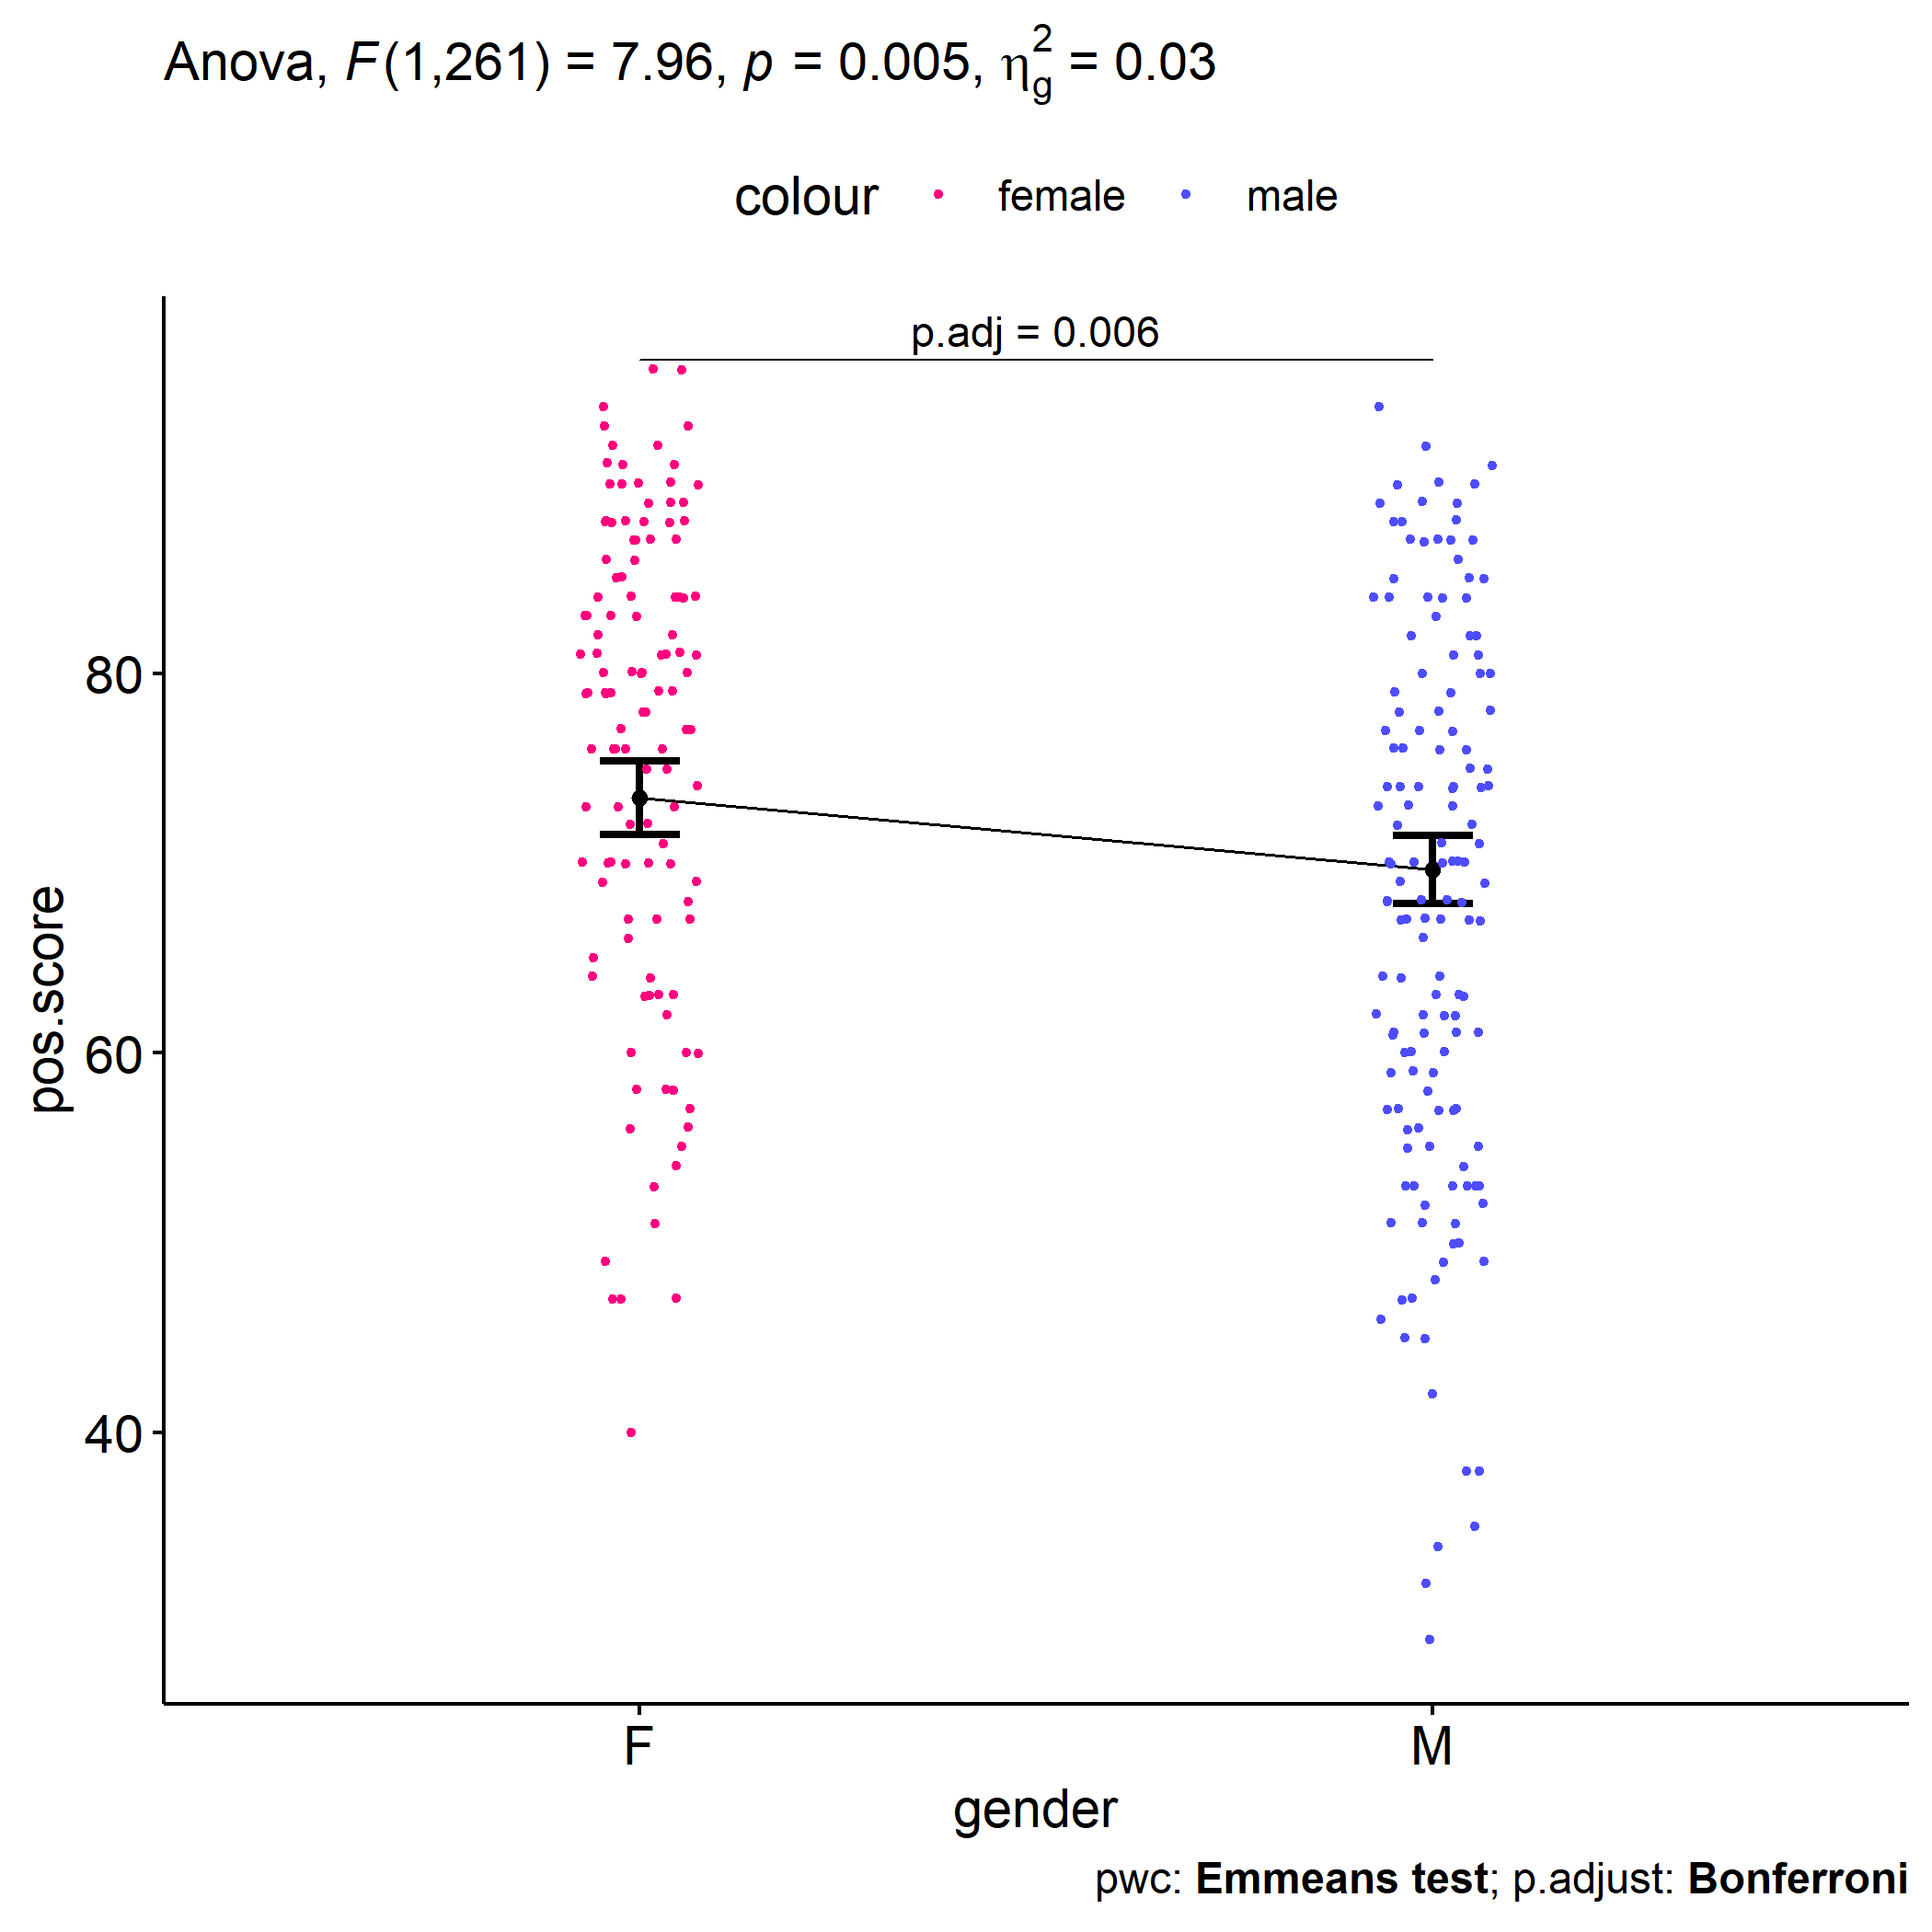 Anova, F(1,261) = 7.96, p = 0.005, η²g = 0.03
colour female male
p.adj = 0.006
80
60
40
pos.score
F M
gender
pwc: Emmeans test; p.adjust: Bonferroni